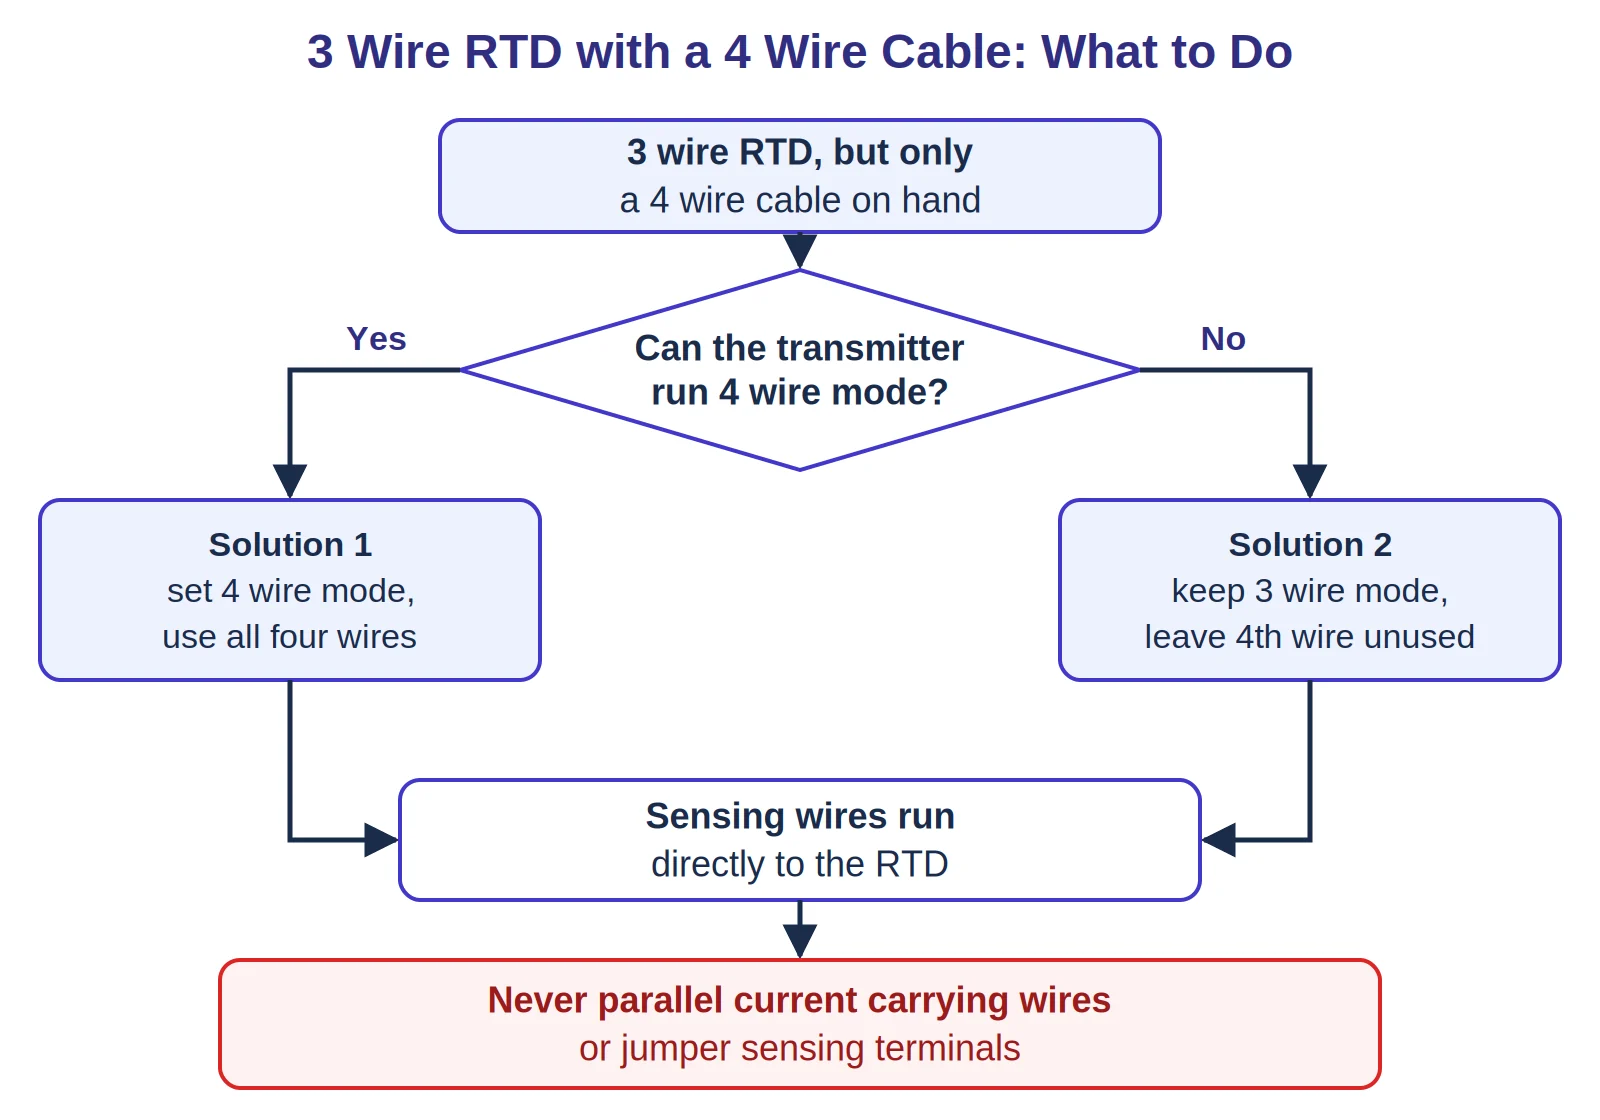 3 Wire RTD with a 4 Wire Cable: What to Do
3 wire RTD, but only
a 4 wire cable on hand
Can the transmitter
run 4 wire mode?
Yes
No
Solution 1
set 4 wire mode,
use all four wires
Solution 2
keep 3 wire mode,
leave 4th wire unused
Sensing wires run
directly to the RTD
Never parallel current carrying wires
or jumper sensing terminals